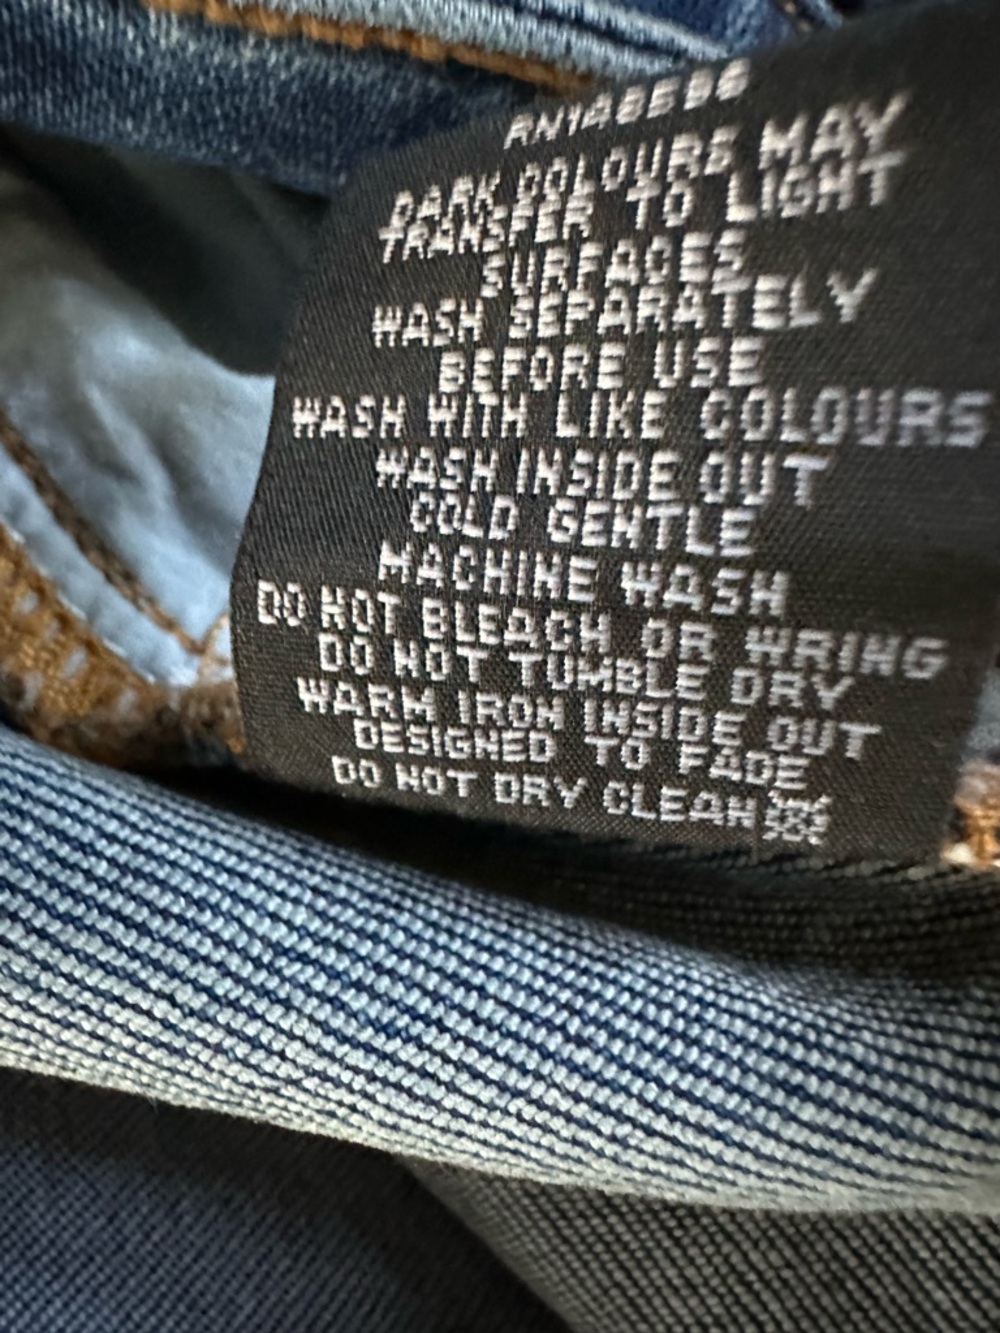 DARK COLOURS MAY
TRANSFER TO LIGHT
SURFACES
WASH SEPARATELY
BEFORE USE
WASH WITH LIKE COLOURS
WASH INSIDE OUT
COLD GENTLE
MACHINE WASH
DO NOT BLEACH OR WRING
DO NOT TUMBLE DRY
WARM IRON INSIDE OUT
DESIGNED TO FADE
DO NOT DRY CLEAN